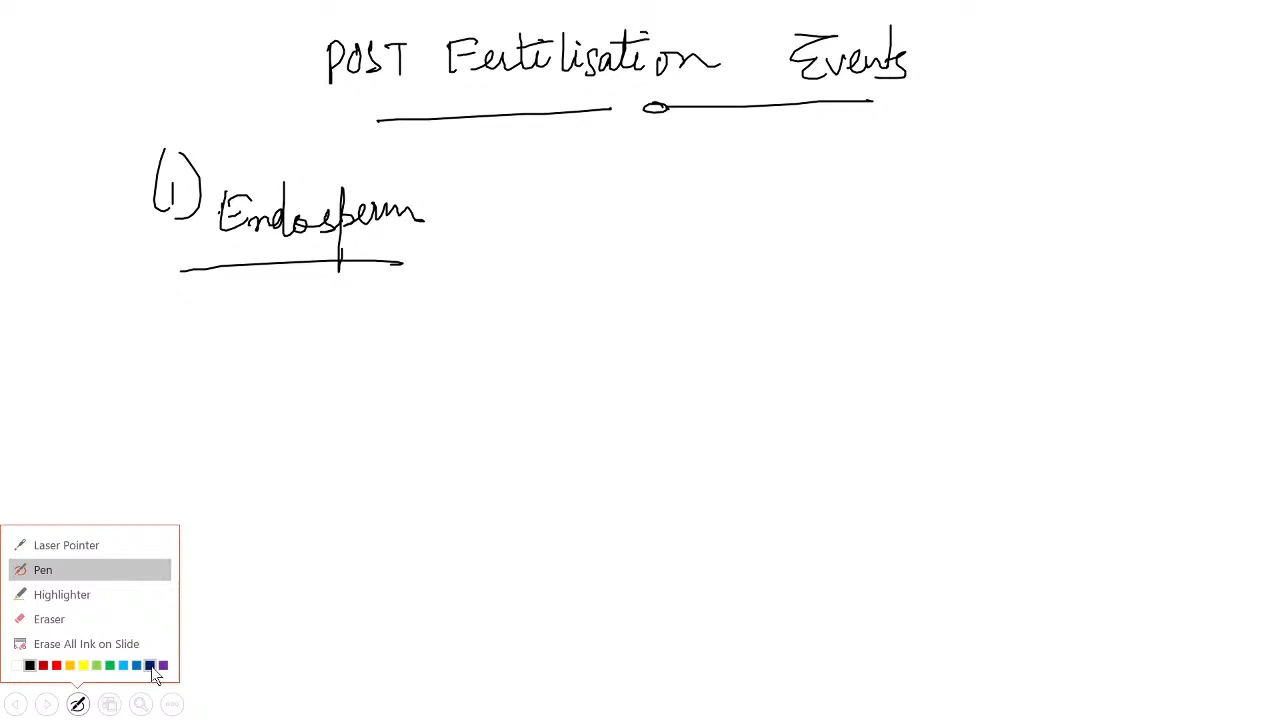 POST Fertilisation Events
(1) Endosperm
Laser Pointer
Pen
Highlighter
Eraser
Erase All Ink on Slide